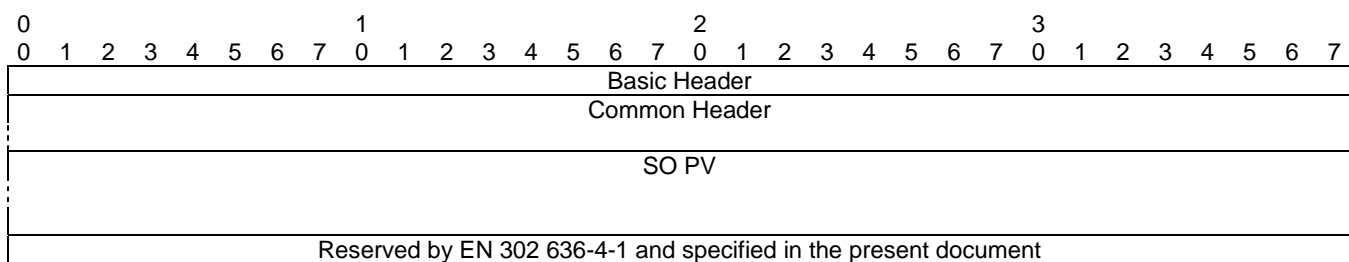 0 1 2 3
0 1 2 3 4 5 6 7 0 1 2 3 4 5 6 7 0 1 2 3 4 5 6 7 0 1 2 3 4 5 6 7
Basic Header
Common Header
SO PV
Reserved by EN 302 636-4-1 and specified in the present document